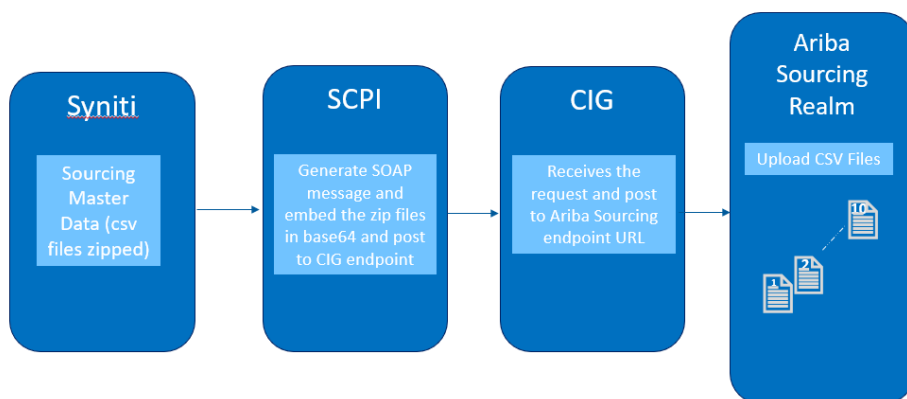 Syniti
Sourcing
Master
Data (csv
files zipped)
SCPI
Generate SOAP
message and
embed the zip files
in base64 and post
to CIG endpoint
CIG
Receives the
request and post
to Ariba Sourcing
endpoint URL
Ariba
Sourcing
Realm
Upload CSV Files
10
2
1